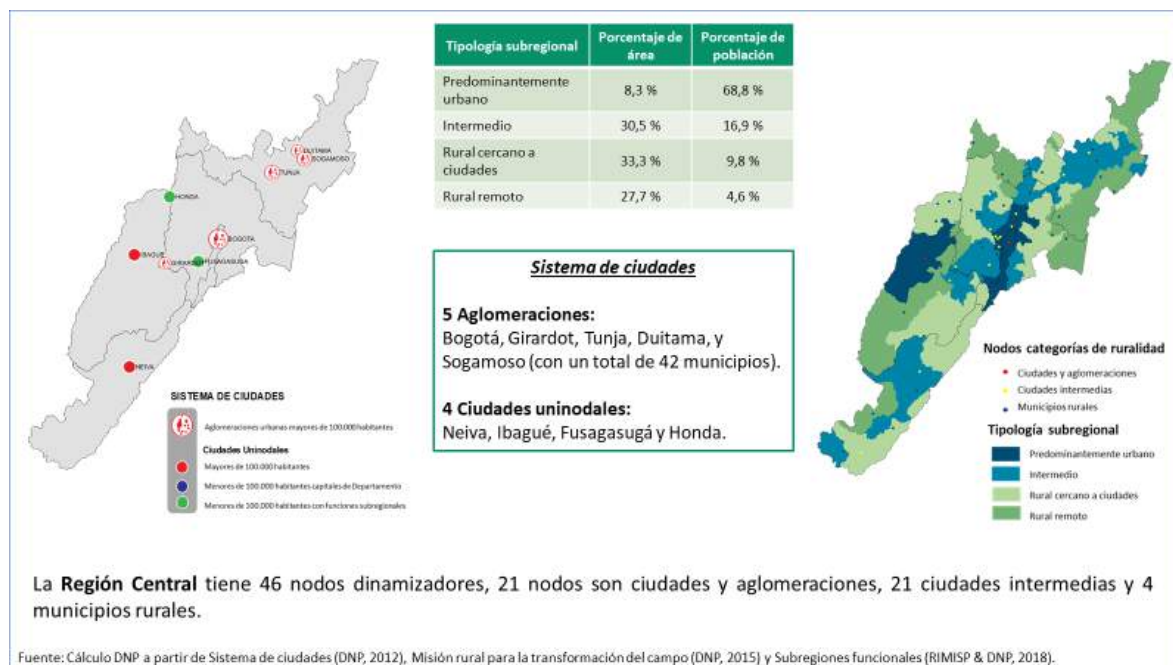 Tipología subregional Porcentaje de área Porcentaje de población
Predominantemente urbano 8,3 % 68,8 %
Intermedio 30,5 % 16,9 %
Rural cercano a ciudades 33,3 % 9,8 %
Rural remoto 27,7 % 4,6 %
DUITAMA
SOGAMOSO
TUNJA
HONDA
BOGOTA
IBAGUE
GIRARDOT
FUSAGASUGA
NEIVA
SISTEMA DE CIUDADES
Aglomeraciones urbanas mayores de 100.000 habitantes
Ciudades Uninodales
Mayores de 100.000 habitantes
Menores de 100.000 habitantes capitales de Departamento
Menores de 100.000 habitantes con funciones subregionales
Sistema de ciudades
5 Aglomeraciones:
Bogotá, Girardot, Tunja, Duitama, y
Sogamoso (con un total de 42 municipios).
4 Ciudades uninodales:
Neiva, Ibagué, Fusagasugá y Honda.
Nodos categorías de ruralidad
Ciudades y aglomeraciones
Ciudades intermedias
Municipios rurales
Tipología subregional
Predominantemente urbano
Intermedio
Rural cercano a ciudades
Rural remoto
La Región Central tiene 46 nodos dinamizadores, 21 nodos son ciudades y aglomeraciones, 21 ciudades intermedias y 4
municipios rurales.
Fuente: Cálculo DNP a partir de Sistema de ciudades (DNP, 2012), Misión rural para la transformación del campo (DNP, 2015) y Subregiones funcionales (RIMISP & DNP, 2018).